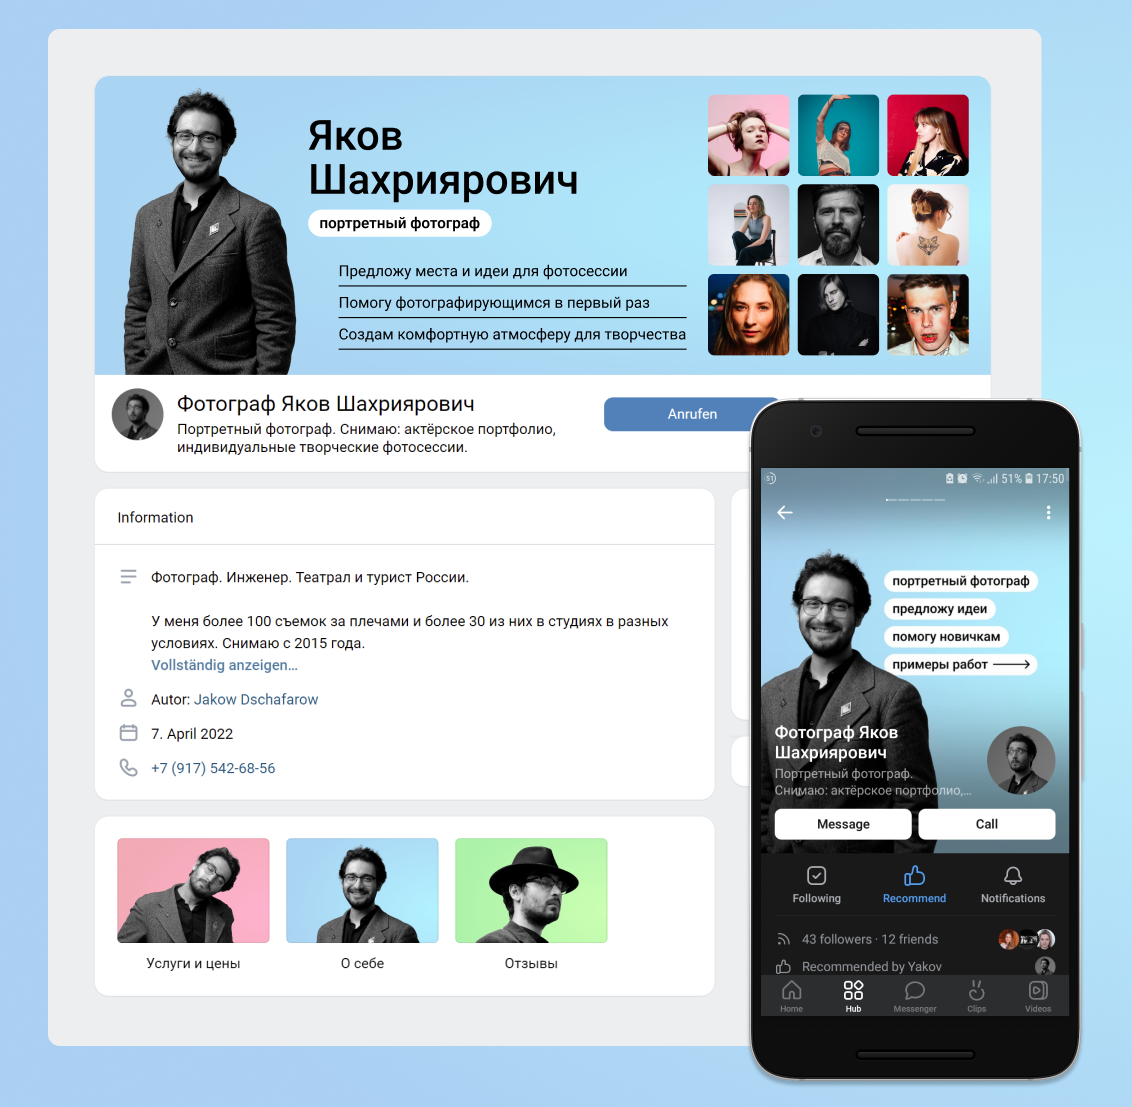 Яков
Шахриярович
портретный фотограф
Предложу места и идеи для фотосессии
Помогу фотографирующимся в первый раз
Создам комфортную атмосферу для творчества
Фотограф Яков Шахриярович
Портретный фотограф. Снимаю: актёрское портфолио,
индивидуальные творческие фотосессии.
Анrufen
Information
Фотограф. Инженер. Театрал и турист России.
У меня более 100 съемок за плечами и более 30 из них в студиях в разных
условиях. Снимаю с 2015 года.
Vollständig anzeigen...
Autor: Jakow Dschafarow
7. April 2022
+7 (917) 542-68-56
Услуги и цены
О себе
Отзывы
51% 17:50
портретный фотограф
предложу идеи
помогу новичкам
примеры работ
Фотограф Яков
Шахриярович
Портретный фотограф.
Снимаю: актёрское портфолио,...
Message
Call
Following
Recommend
Notifications
43 followers · 12 friends
Recommended by Yakov
Home
Hub
Messenger
Clips
Videos